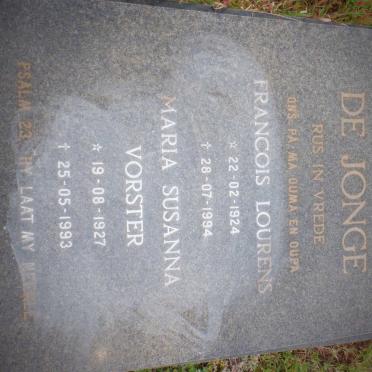 DE JONGE
RUS IN VREDE
ONS PA, MA OUMA EN OUPA
FRANCOIS LOURENS
☆ 22-02-1924
✝ 28-07-1994
MARIA SUSANNA
VORSTER
☆ 19-08-1927
✝ 25-05-1993
PSALM 23: HY LAAT MY